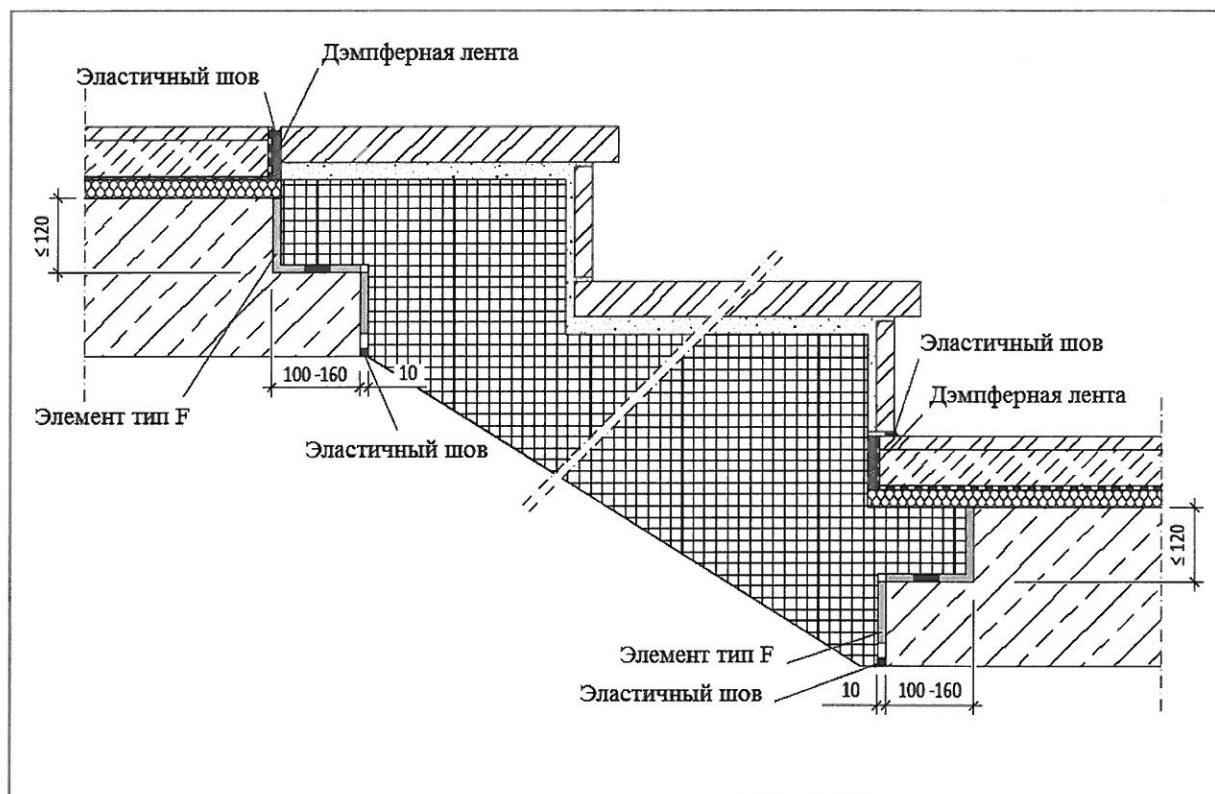 Дэмпферная лента
Эластичный шов
≤ 120
100 -160
10
Элемент тип F
Эластичный шов
Эластичный шов
Дэмпферная лента
≤ 120
Элемент тип F
Эластичный шов
10
100 -160